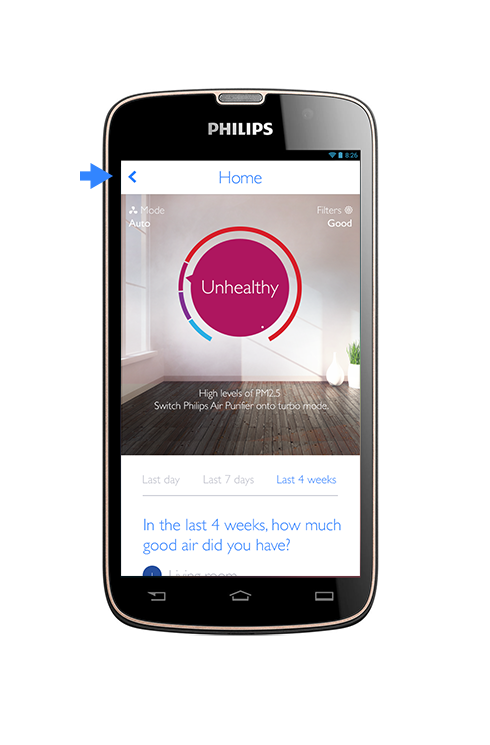 PHILIPS
8:26
Home
Mode
Auto
Filters
Good
Unhealthy
High levels of PM2.5
Switch Philips Air Purifier onto turbo mode.
Last day
Last 7 days
Last 4 weeks
In the last 4 weeks, how much
good air did you have?
Living room